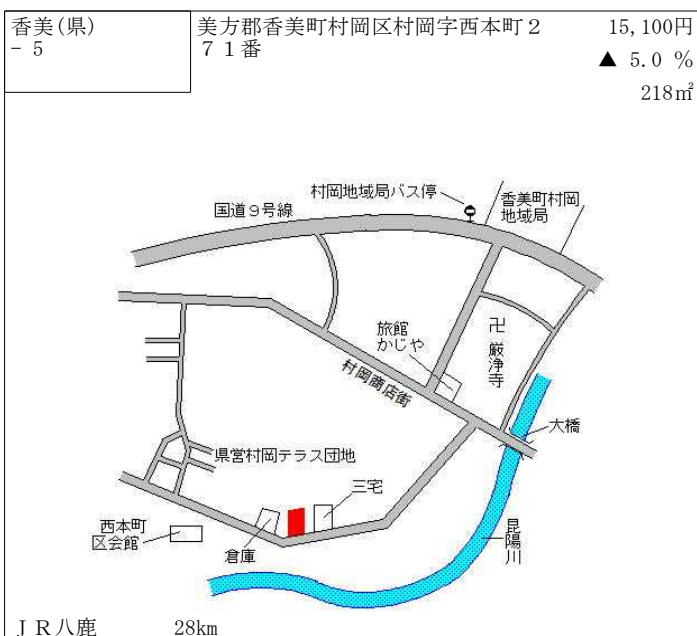 香美(県)
- 5
美方郡香美町村岡区村岡字西本町２
７１番
15,100円
▲ 5.0 %
218㎡
村岡地域局バス停
国道９号線
香美町村岡
地域局
旅館
かじや
卍 厳浄寺
村岡商店街
大橋
県営村岡テラス団地
三宅
西本町
区会館
倉庫
昆陽川
ＪＲ八鹿 28km